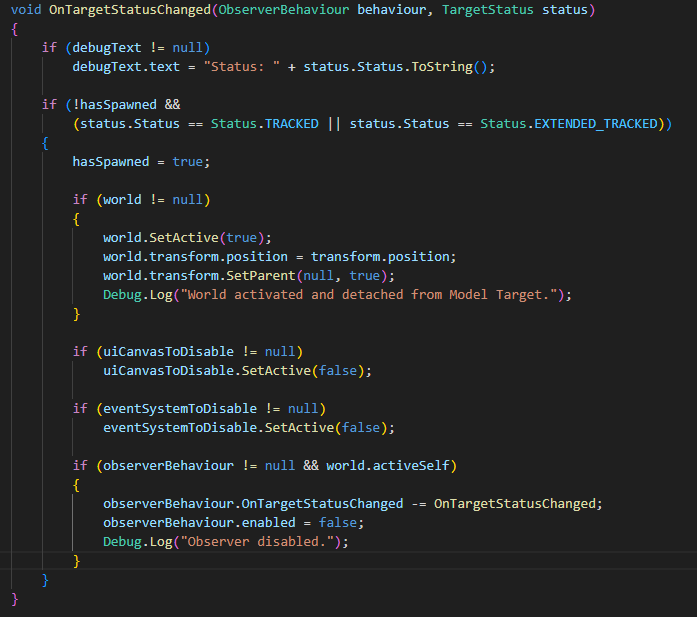 void OnTargetStatusChanged(ObserverBehaviour behaviour, TargetStatus status)
{
    if (debugText != null)
        debugText.text = "Status: " + status.Status.ToString();

    if (!hasSpawned &&
        (status.Status == Status.TRACKED || status.Status == Status.EXTENDED_TRACKED))
    {
        hasSpawned = true;

        if (world != null)
        {
            world.SetActive(true);
            world.transform.position = transform.position;
            world.transform.SetParent(null, true);
            Debug.Log("World activated and detached from Model Target.");
        }

        if (uiCanvasToDisable != null)
            uiCanvasToDisable.SetActive(false);

        if (eventSystemToDisable != null)
            eventSystemToDisable.SetActive(false);

        if (observerBehaviour != null && world.activeSelf)
        {
            observerBehaviour.OnTargetStatusChanged -= OnTargetStatusChanged;
            observerBehaviour.enabled = false;
            Debug.Log("Observer disabled.");
        }
    }
}